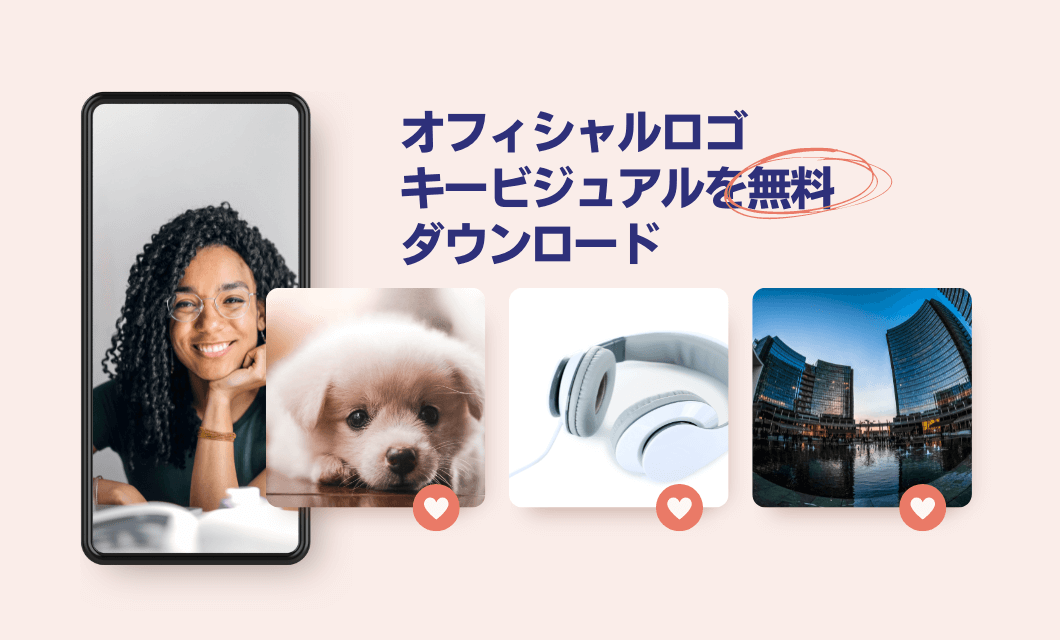 オフィシャルロゴ
キービジュアルを無料
ダウンロード